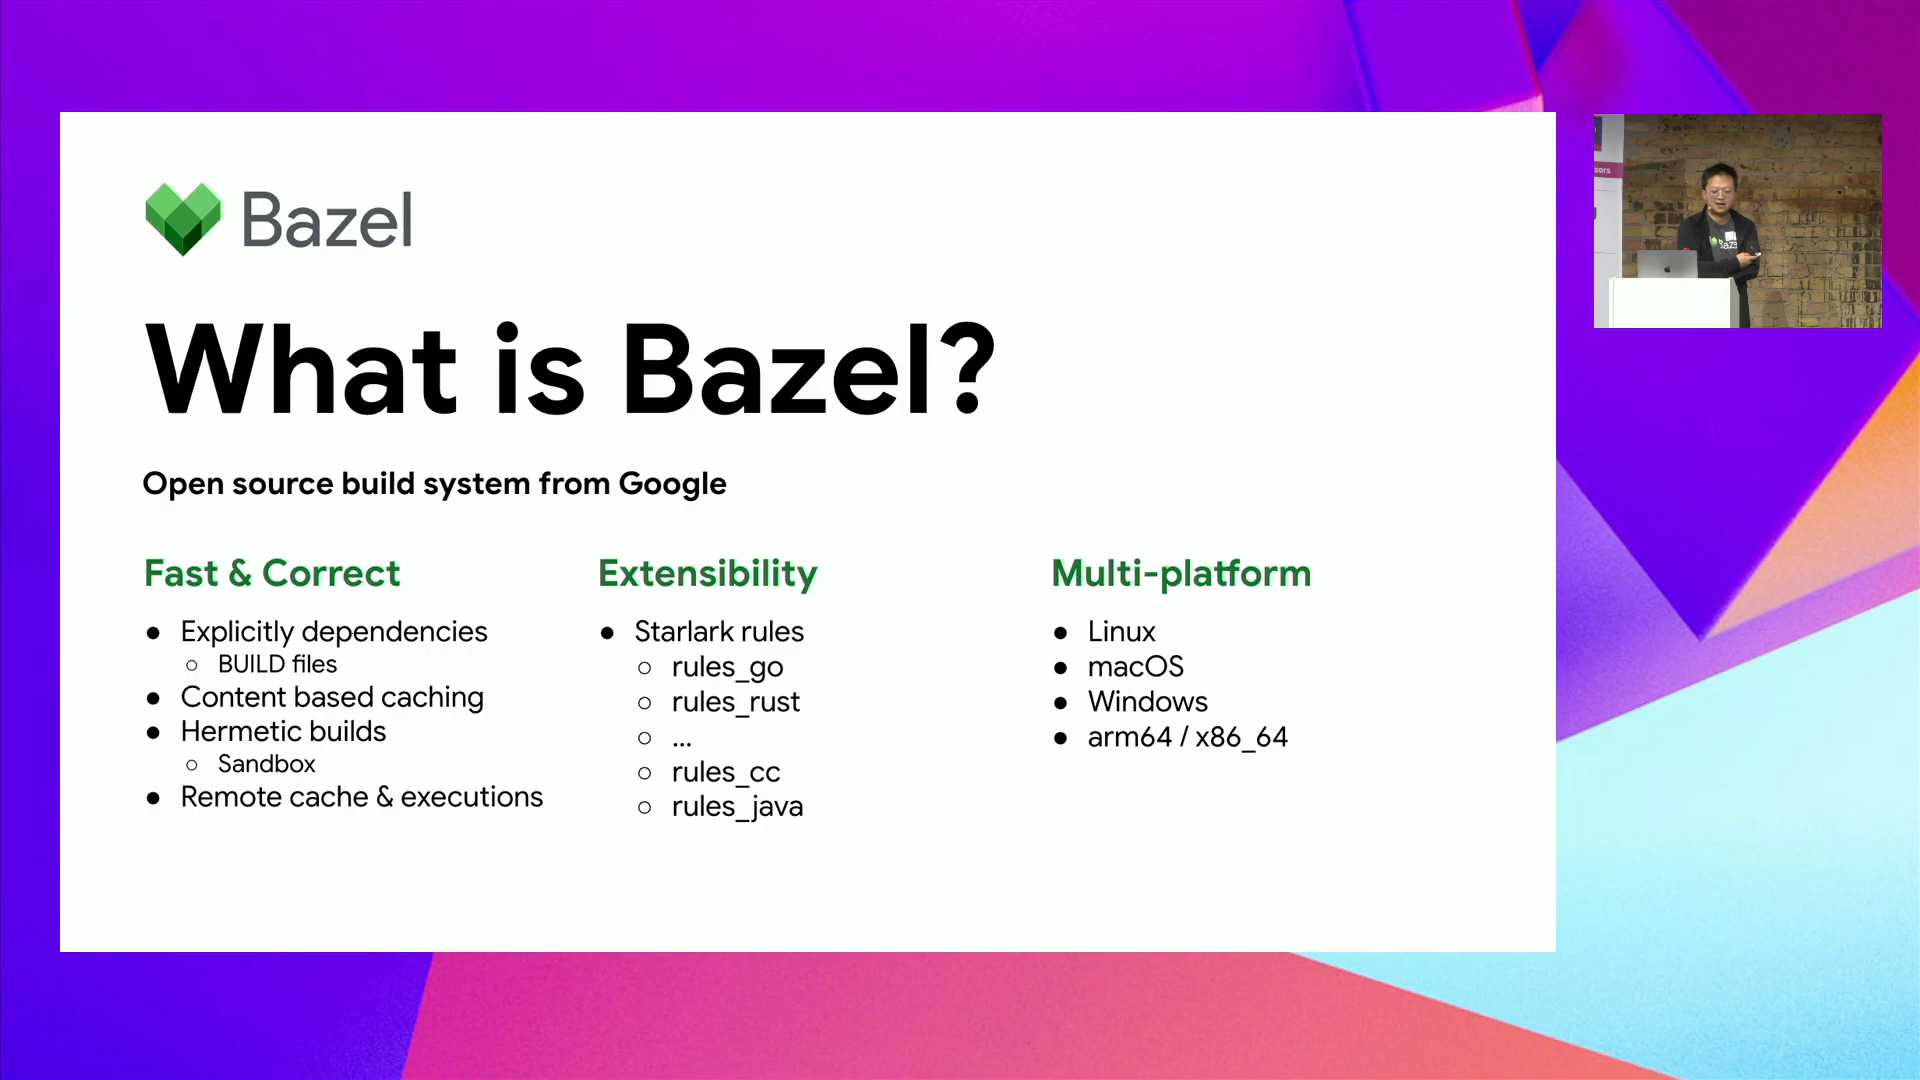 Bazel
What is Bazel?
Open source build system from Google
Fast & Correct
● Explicitly dependencies
○ BUILD files
● Content based caching
● Hermetic builds
○ Sandbox
● Remote cache & executions
Extensibility
● Starlark rules
○ rules_go
○ rules_rust
○ ...
○ rules_cc
○ rules_java
Multi-platform
● Linux
● macOS
● Windows
● arm64 / x86_64